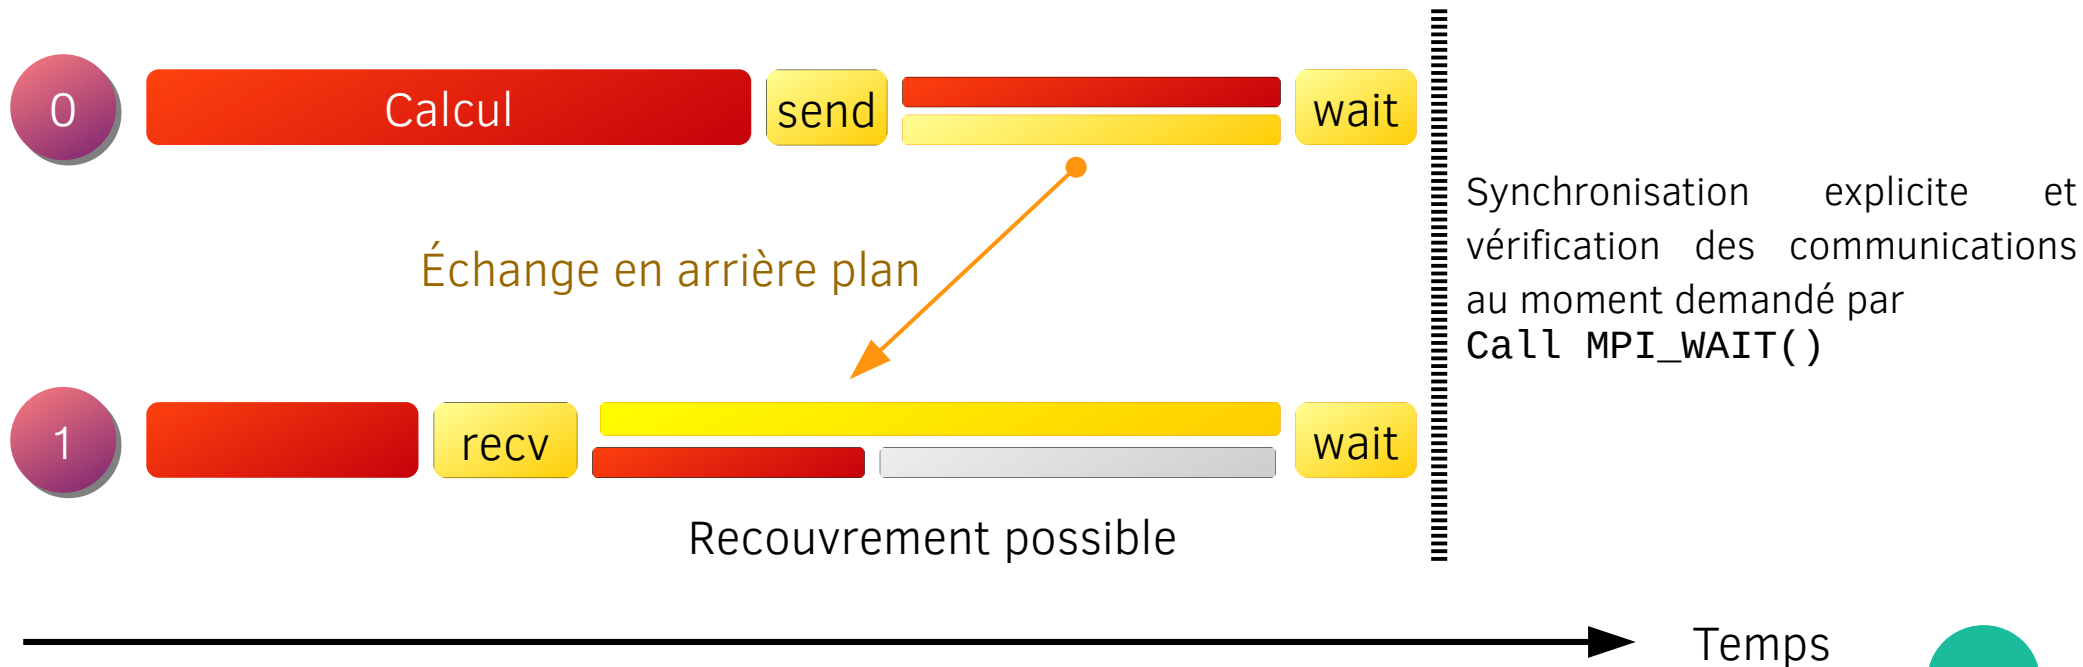 0
Calcul
send
wait
Échange en arrière plan
Synchronisation explicite et
vérification des communications
au moment demandé par
Call MPI_WAIT()
1
recv
wait
Recouvrement possible
Temps